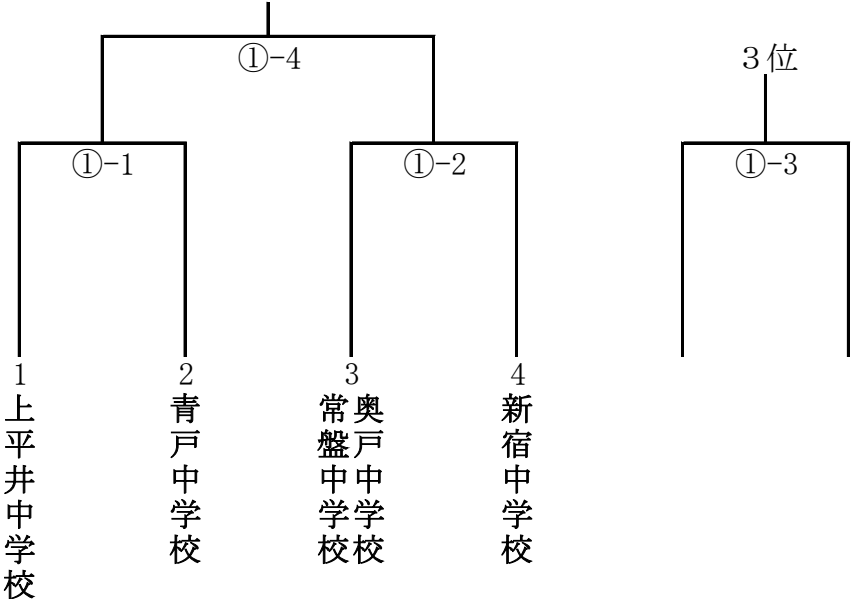 ①-4
3位
①-1
①-2
①-3
1
2
3
4
上平井中学校
青戸中学校
奥戸中学校
常盤中学校
新宿中学校